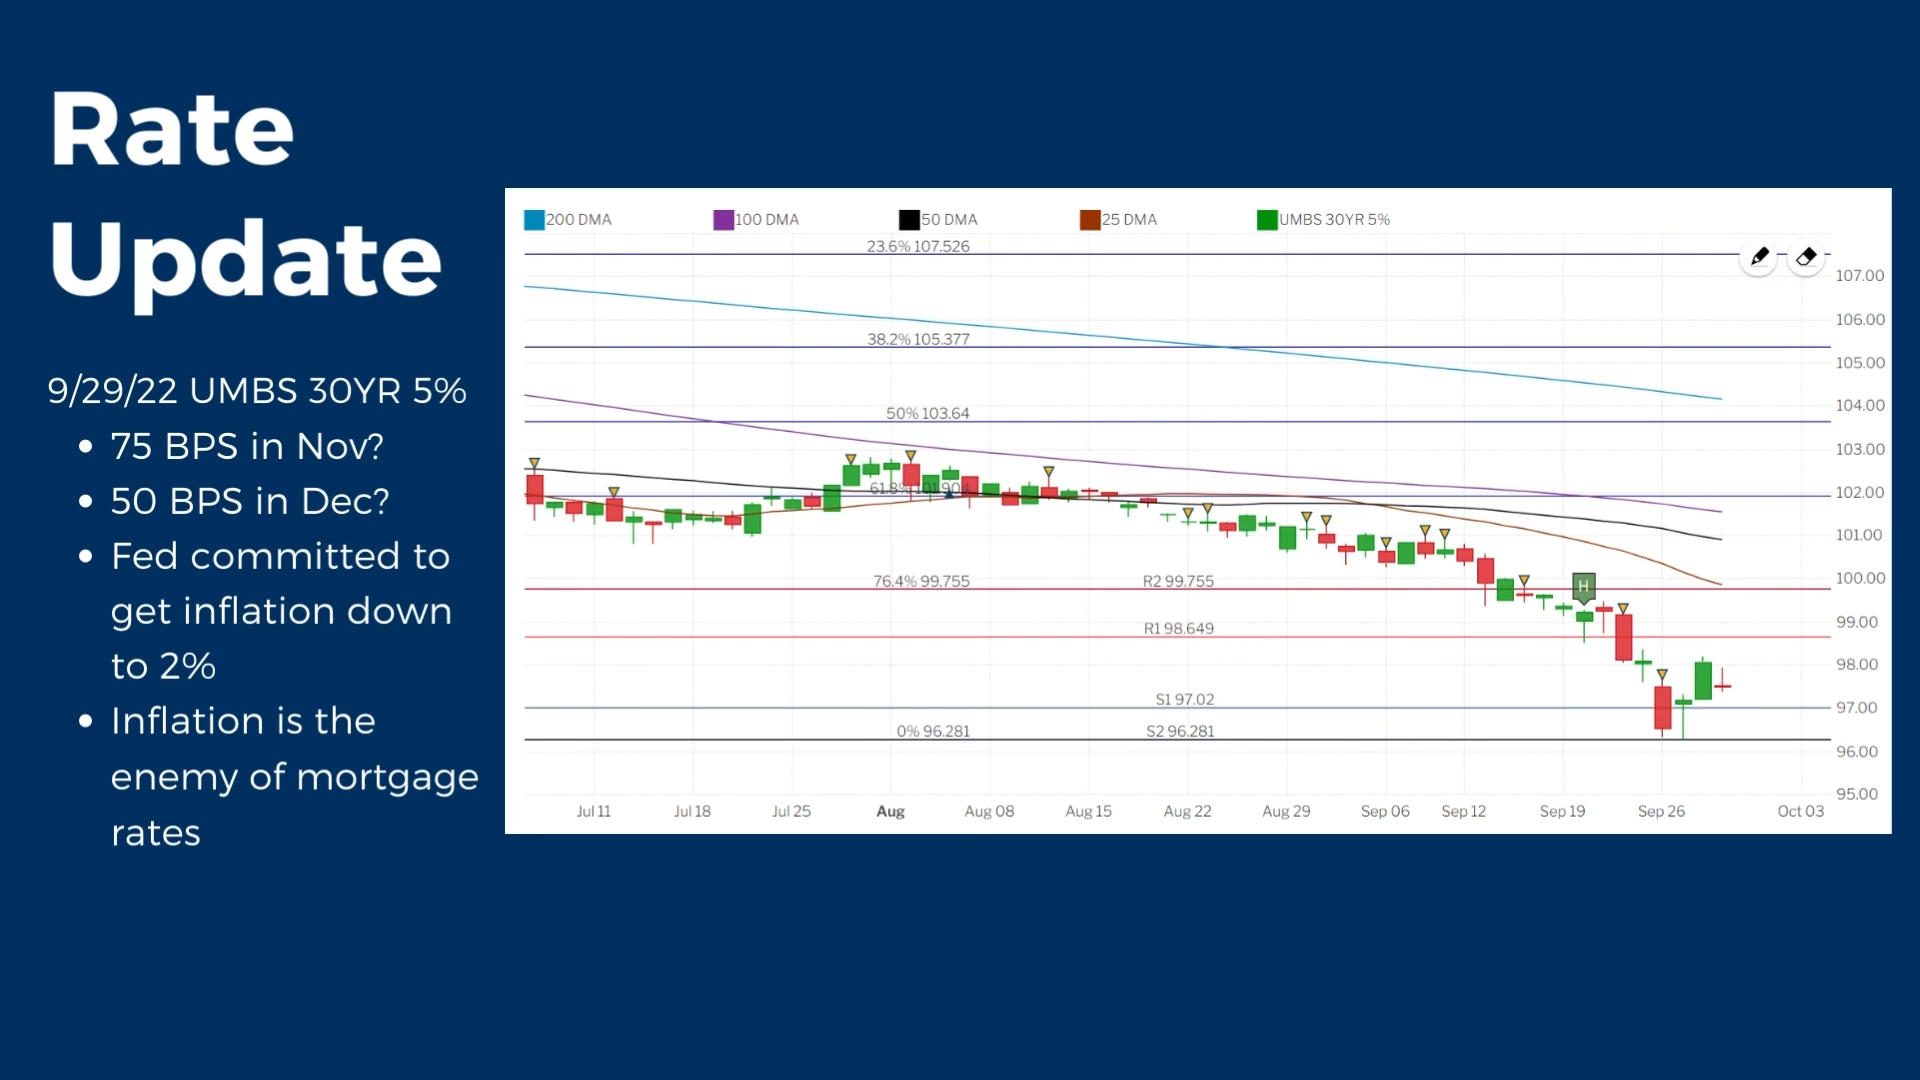 Rate
Update
9/29/22 UMBS 30YR 5%
• 75 BPS in Nov?
• 50 BPS in Dec?
• Fed committed to
get inflation down
to 2%
• Inflation is the
enemy of mortgage
rates
200 DMA 100 DMA 50 DMA 25 DMA UMBS 30YR 5%
23.6% 107.526
38.2% 105.377
50% 103.64
61.8% 101.904
76.4% 99.755 R2 99.755
H
R1 98.649
S1 97.02
0% 96.281 S2 96.281
107.00
106.00
105.00
104.00
103.00
102.00
101.00
100.00
99.00
98.00
97.00
96.00
95.00
Jul 11 Jul 18 Jul 25 Aug Aug 08 Aug 15 Aug 22 Aug 29 Sep 06 Sep 12 Sep 19 Sep 26 Oct 03